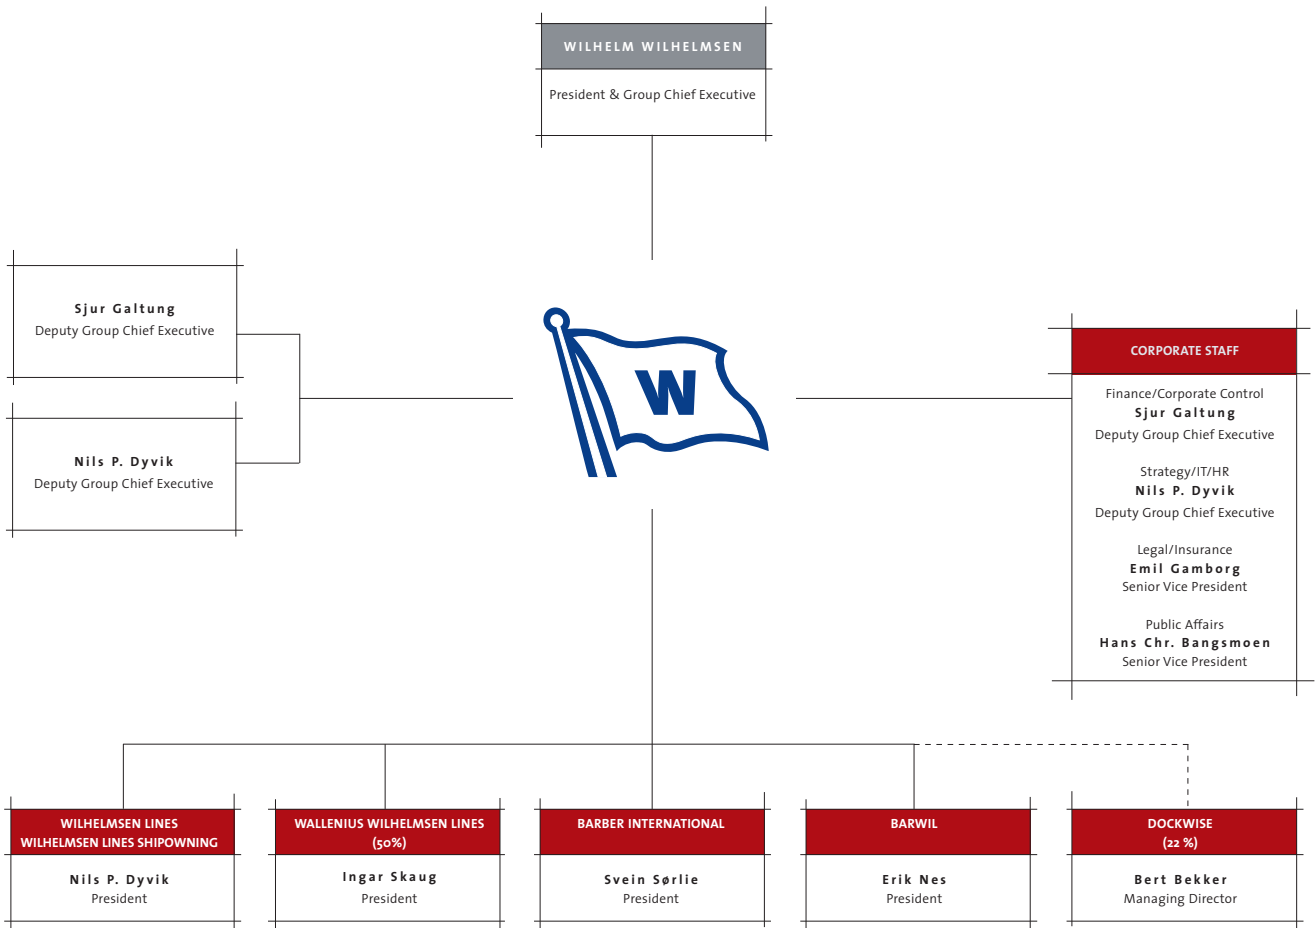 WILHELM WILHELMSEN
President & Group Chief Executive
Sjur Galtung
Deputy Group Chief Executive
Nils P. Dyvik
Deputy Group Chief Executive
W
CORPORATE STAFF
Finance/Corporate Control
Sjur Galtung
Deputy Group Chief Executive
Strategy/IT/HR
Nils P. Dyvik
Deputy Group Chief Executive
Legal/Insurance
Emil Gamborg
Senior Vice President
Public Affairs
Hans Chr. Bangsmoen
Senior Vice President
WILHELMSEN LINES
WILHELMSEN LINES SHIPOWNING
Nils P. Dyvik
President
WALLENIUS WILHELMSEN LINES
(50%)
Ingar Skaug
President
BARBER INTERNATIONAL
Svein Sørlie
President
BARWIL
Erik Nes
President
DOCKWISE
(22 %)
Bert Bekker
Managing Director